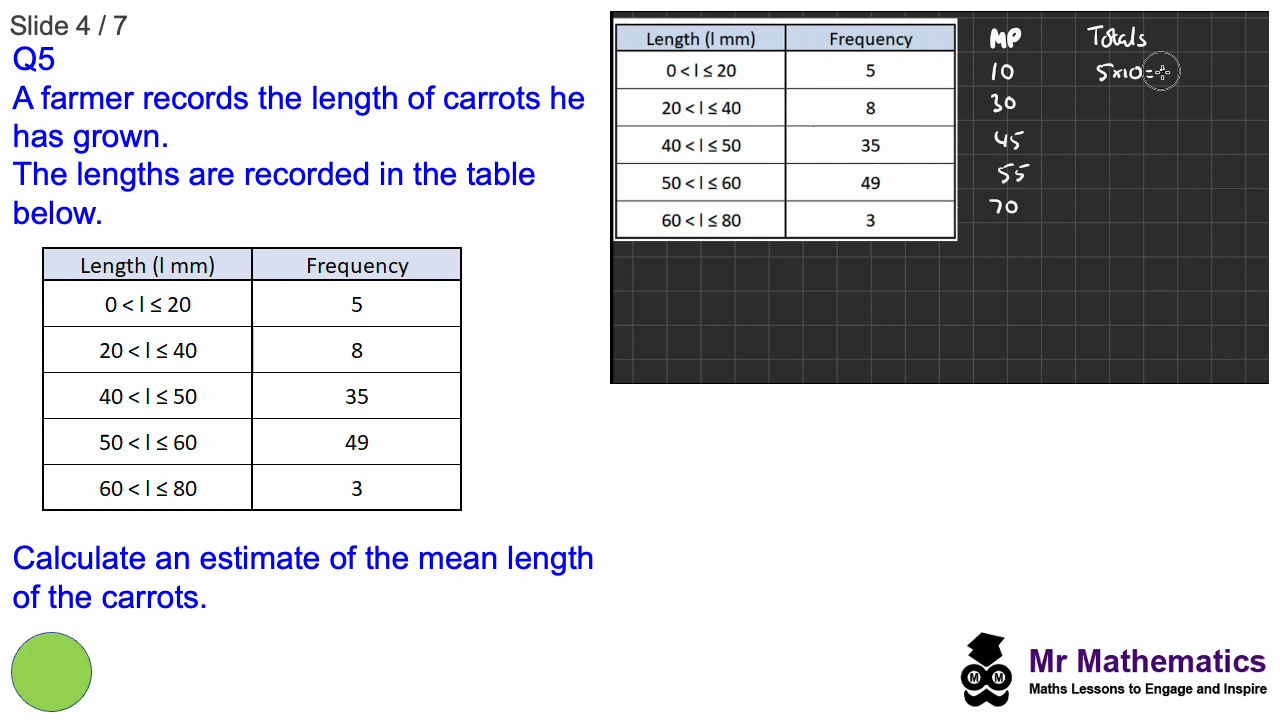 Slide 4 / 7
Q5
A farmer records the length of carrots he
has grown.
The lengths are recorded in the table
below.
Length (l mm) Frequency
0 < l ≤ 20 5
20 < l ≤ 40 8
40 < l ≤ 50 35
50 < l ≤ 60 49
60 < l ≤ 80 3
Calculate an estimate of the mean length
of the carrots.
Length (l mm) Frequency MP Totals
0 < l ≤ 20 5 10 5×10=
20 < l ≤ 40 8 30
40 < l ≤ 50 35 45
50 < l ≤ 60 49 55
60 < l ≤ 80 3 70
M M
Mr Mathematics
Maths Lessons to Engage and Inspire